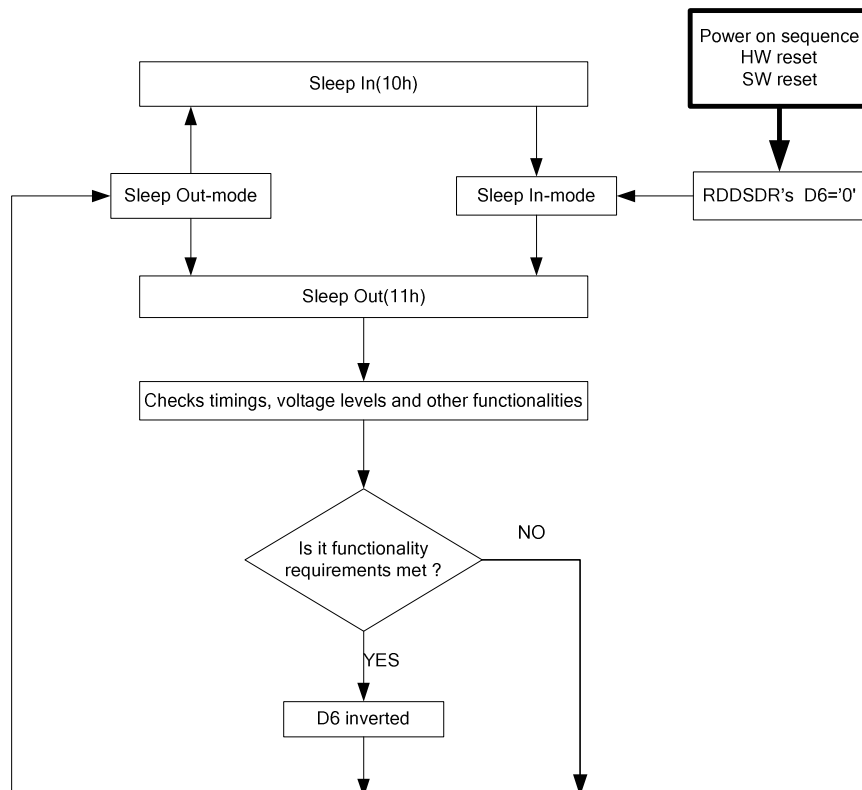 Power on sequence
HW reset
SW reset
Sleep In(10h)
Sleep Out-mode
Sleep In-mode
RDDSDR's D6='0'
Sleep Out(11h)
Checks timings, voltage levels and other functionalities
Is it functionality
requirements met ?
NO
YES
D6 inverted